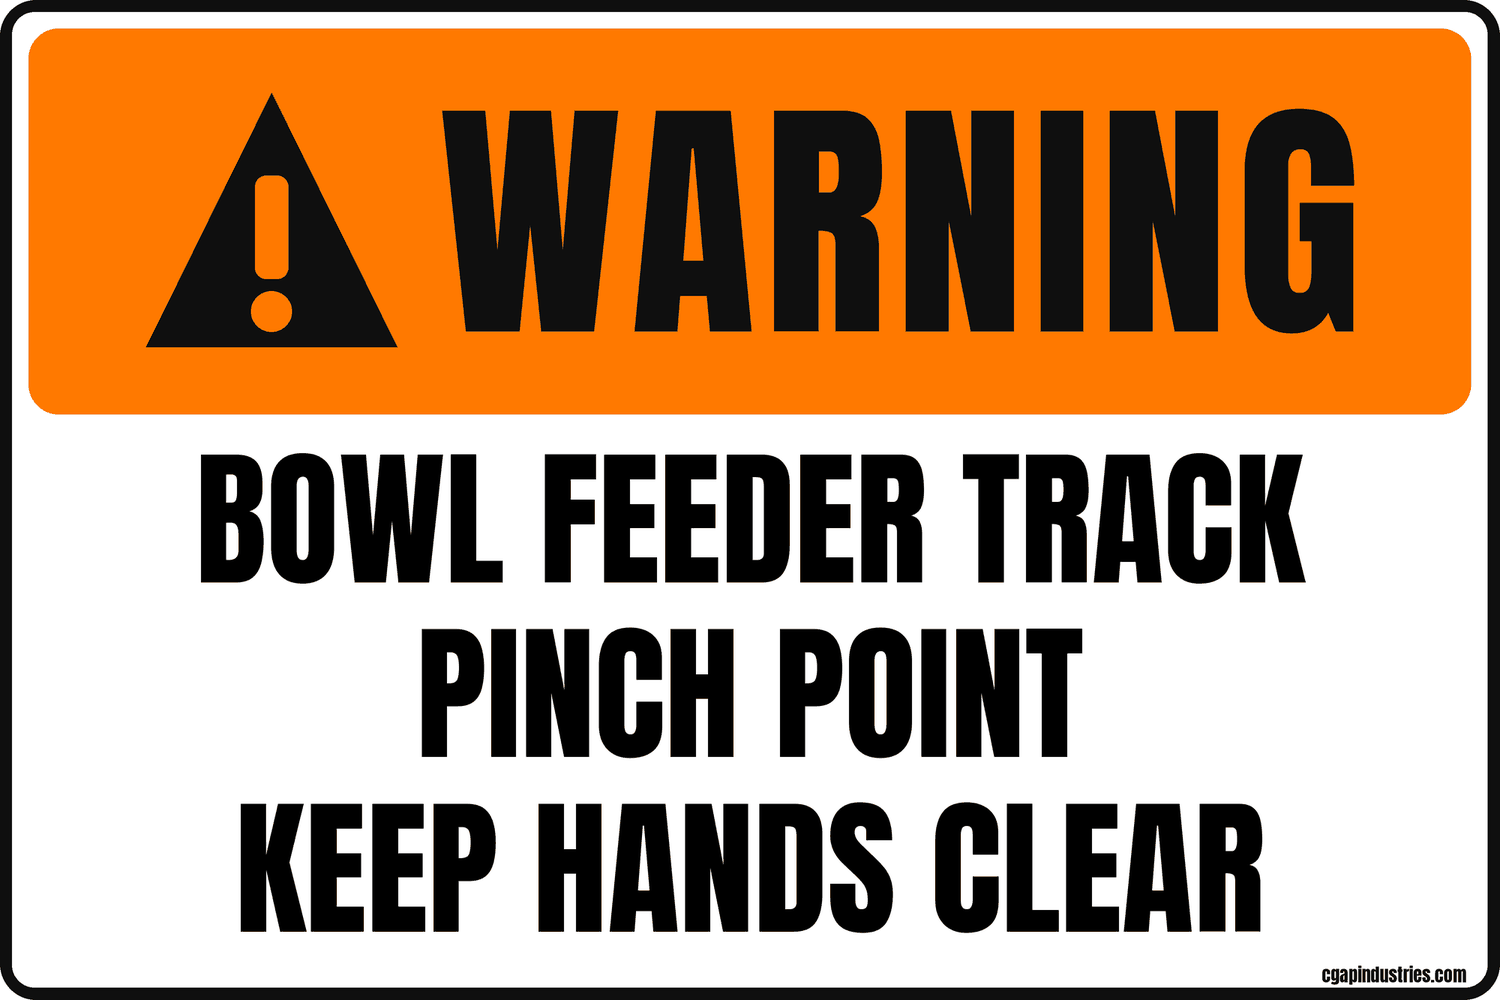 WARNING
BOWL FEEDER TRACK
PINCH POINT
KEEP HANDS CLEAR
cgapindustries.com